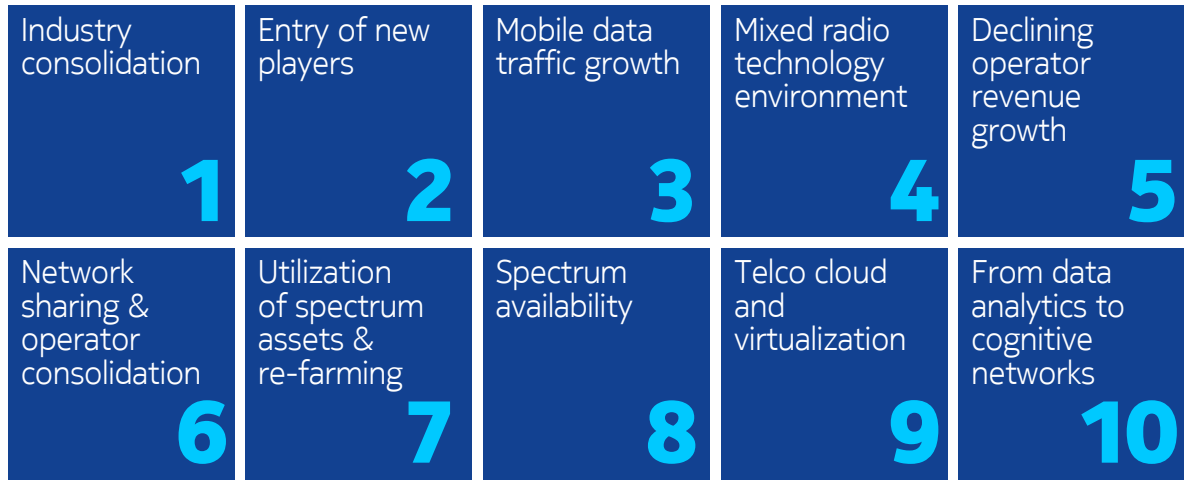 Industry
consolidation
1
Entry of new
players
2
Mobile data
traffic growth
3
Mixed radio
technology
environment
4
Declining
operator
revenue
growth
5
Network
sharing &
operator
consolidation
6
Utilization
of spectrum
assets &
re-farming
7
Spectrum
availability
8
Telco cloud
and
virtualization
9
From data
analytics to
cognitive
networks
10